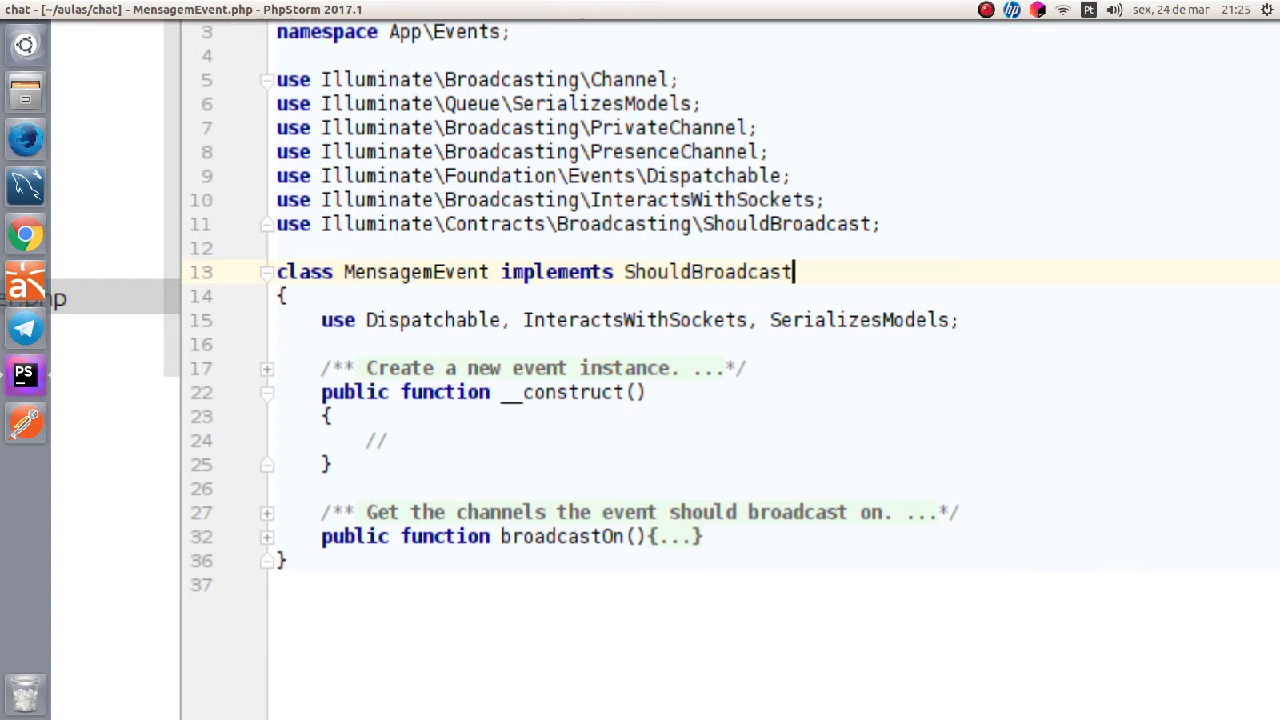 chat - [~/aulas/chat] - MensagemEvent.php - PhpStorm 2017.1
Pt
sex, 24 de mar
21:25
3 namespace App\Events;
4
5 use Illuminate\Broadcasting\Channel;
6 use Illuminate\Queue\SerializesModels;
7 use Illuminate\Broadcasting\PrivateChannel;
8 use Illuminate\Broadcasting\PresenceChannel;
9 use Illuminate\Foundation\Events\Dispatchable;
10 use Illuminate\Broadcasting\InteractsWithSockets;
11 use Illuminate\Contracts\Broadcasting\ShouldBroadcast;
12
13 class MensagemEvent implements ShouldBroadcast
14 {
15 use Dispatchable, InteractsWithSockets, SerializesModels;
16
17 /** Create a new event instance. ...*/
22 public function __construct()
23 {
24 //
25 }
26
27 /** Get the channels the event should broadcast on. ...*/
32 public function broadcastOn(){...}
36 }
37
PS
hp